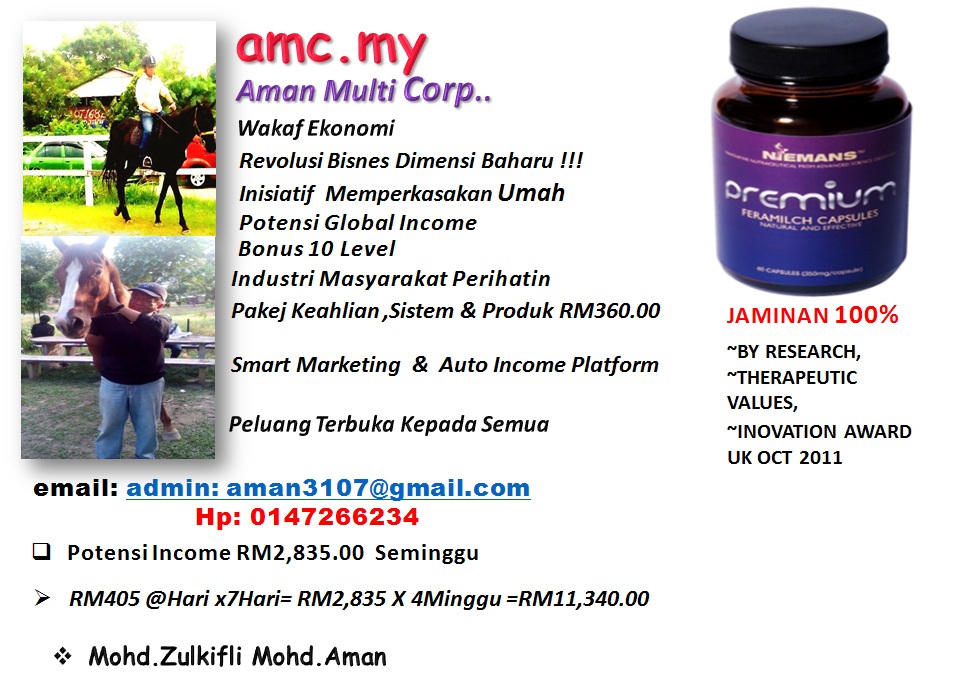 amc.my
Aman Multi Corp..
Wakaf Ekonomi
Revolusi Bisnes Dimensi Baharu !!!
Inisiatif Memperkasakan Umah
Potensi Global Income
Bonus 10 Level
Industri Masyarakat Perihatin
Pakej Keahlian ,Sistem & Produk RM360.00
Smart Marketing & Auto Income Platform
Peluang Terbuka Kepada Semua
email: admin: aman3107@gmail.com
Hp: 0147266234
Potensi Income RM2,835.00 Seminggu
RM405 @Hari x7Hari= RM2,835 X 4Minggu =RM11,340.00
Mohd.Zulkifli Mohd.Aman
NIEMANS
premium
FERAMILCH CAPSULES
NATURAL AND EFFECTIVE
60 CAPSULES (350mg/capsule)
JAMINAN 100%
~BY RESEARCH,
~THERAPEUTIC
VALUES,
~INOVATION AWARD
UK OCT 2011